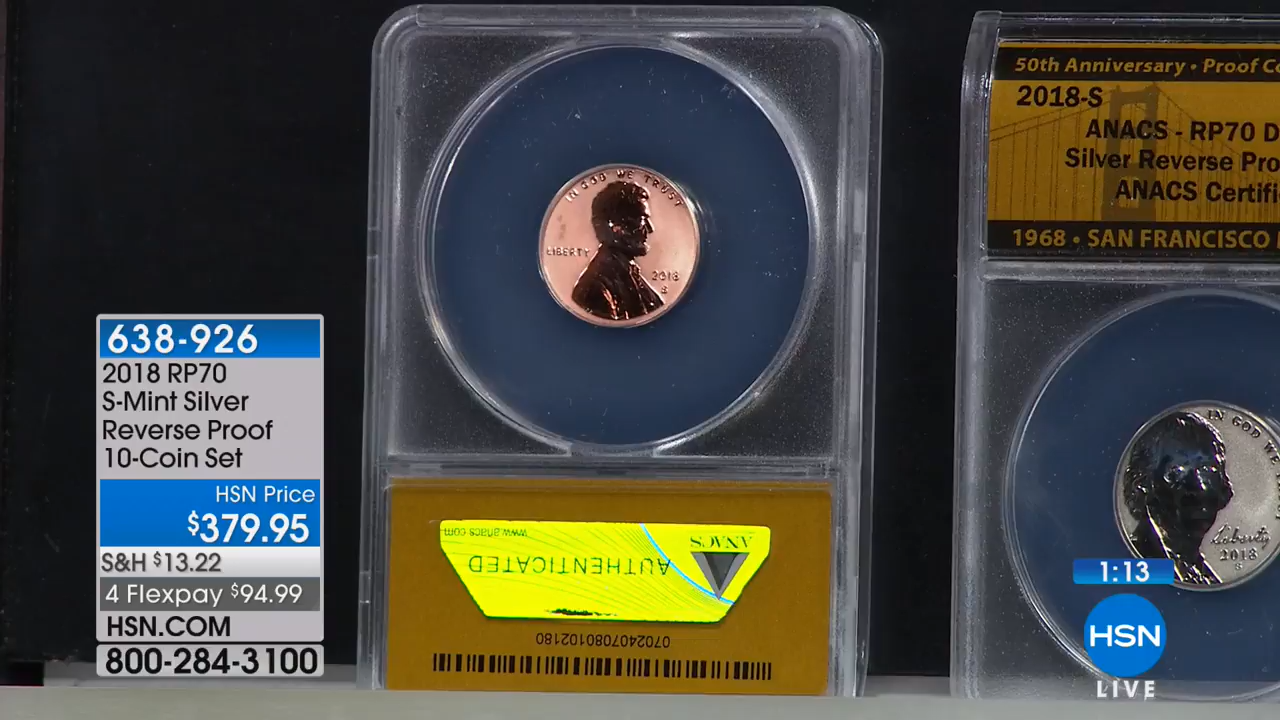 638-926
2018 RP70
S-Mint Silver
Reverse Proof
10-Coin Set
HSN Price
$379.95
S&H $13.22
4 Flexpay $94.99
HSN.COM
800-284-3100
IN GOD WE TRUST
LIBERTY
2018
S
www.anacs.com
ANACS
AUTHENTICATED
0702407080102180
50th Anniversary • Proof Co
2018-S
ANACS - RP70 D
Silver Reverse Pro
ANACS Certifi
1968 • SAN FRANCISCO
IN GOD WE
Liberty
2018
S
1:13
HSN
LIVE